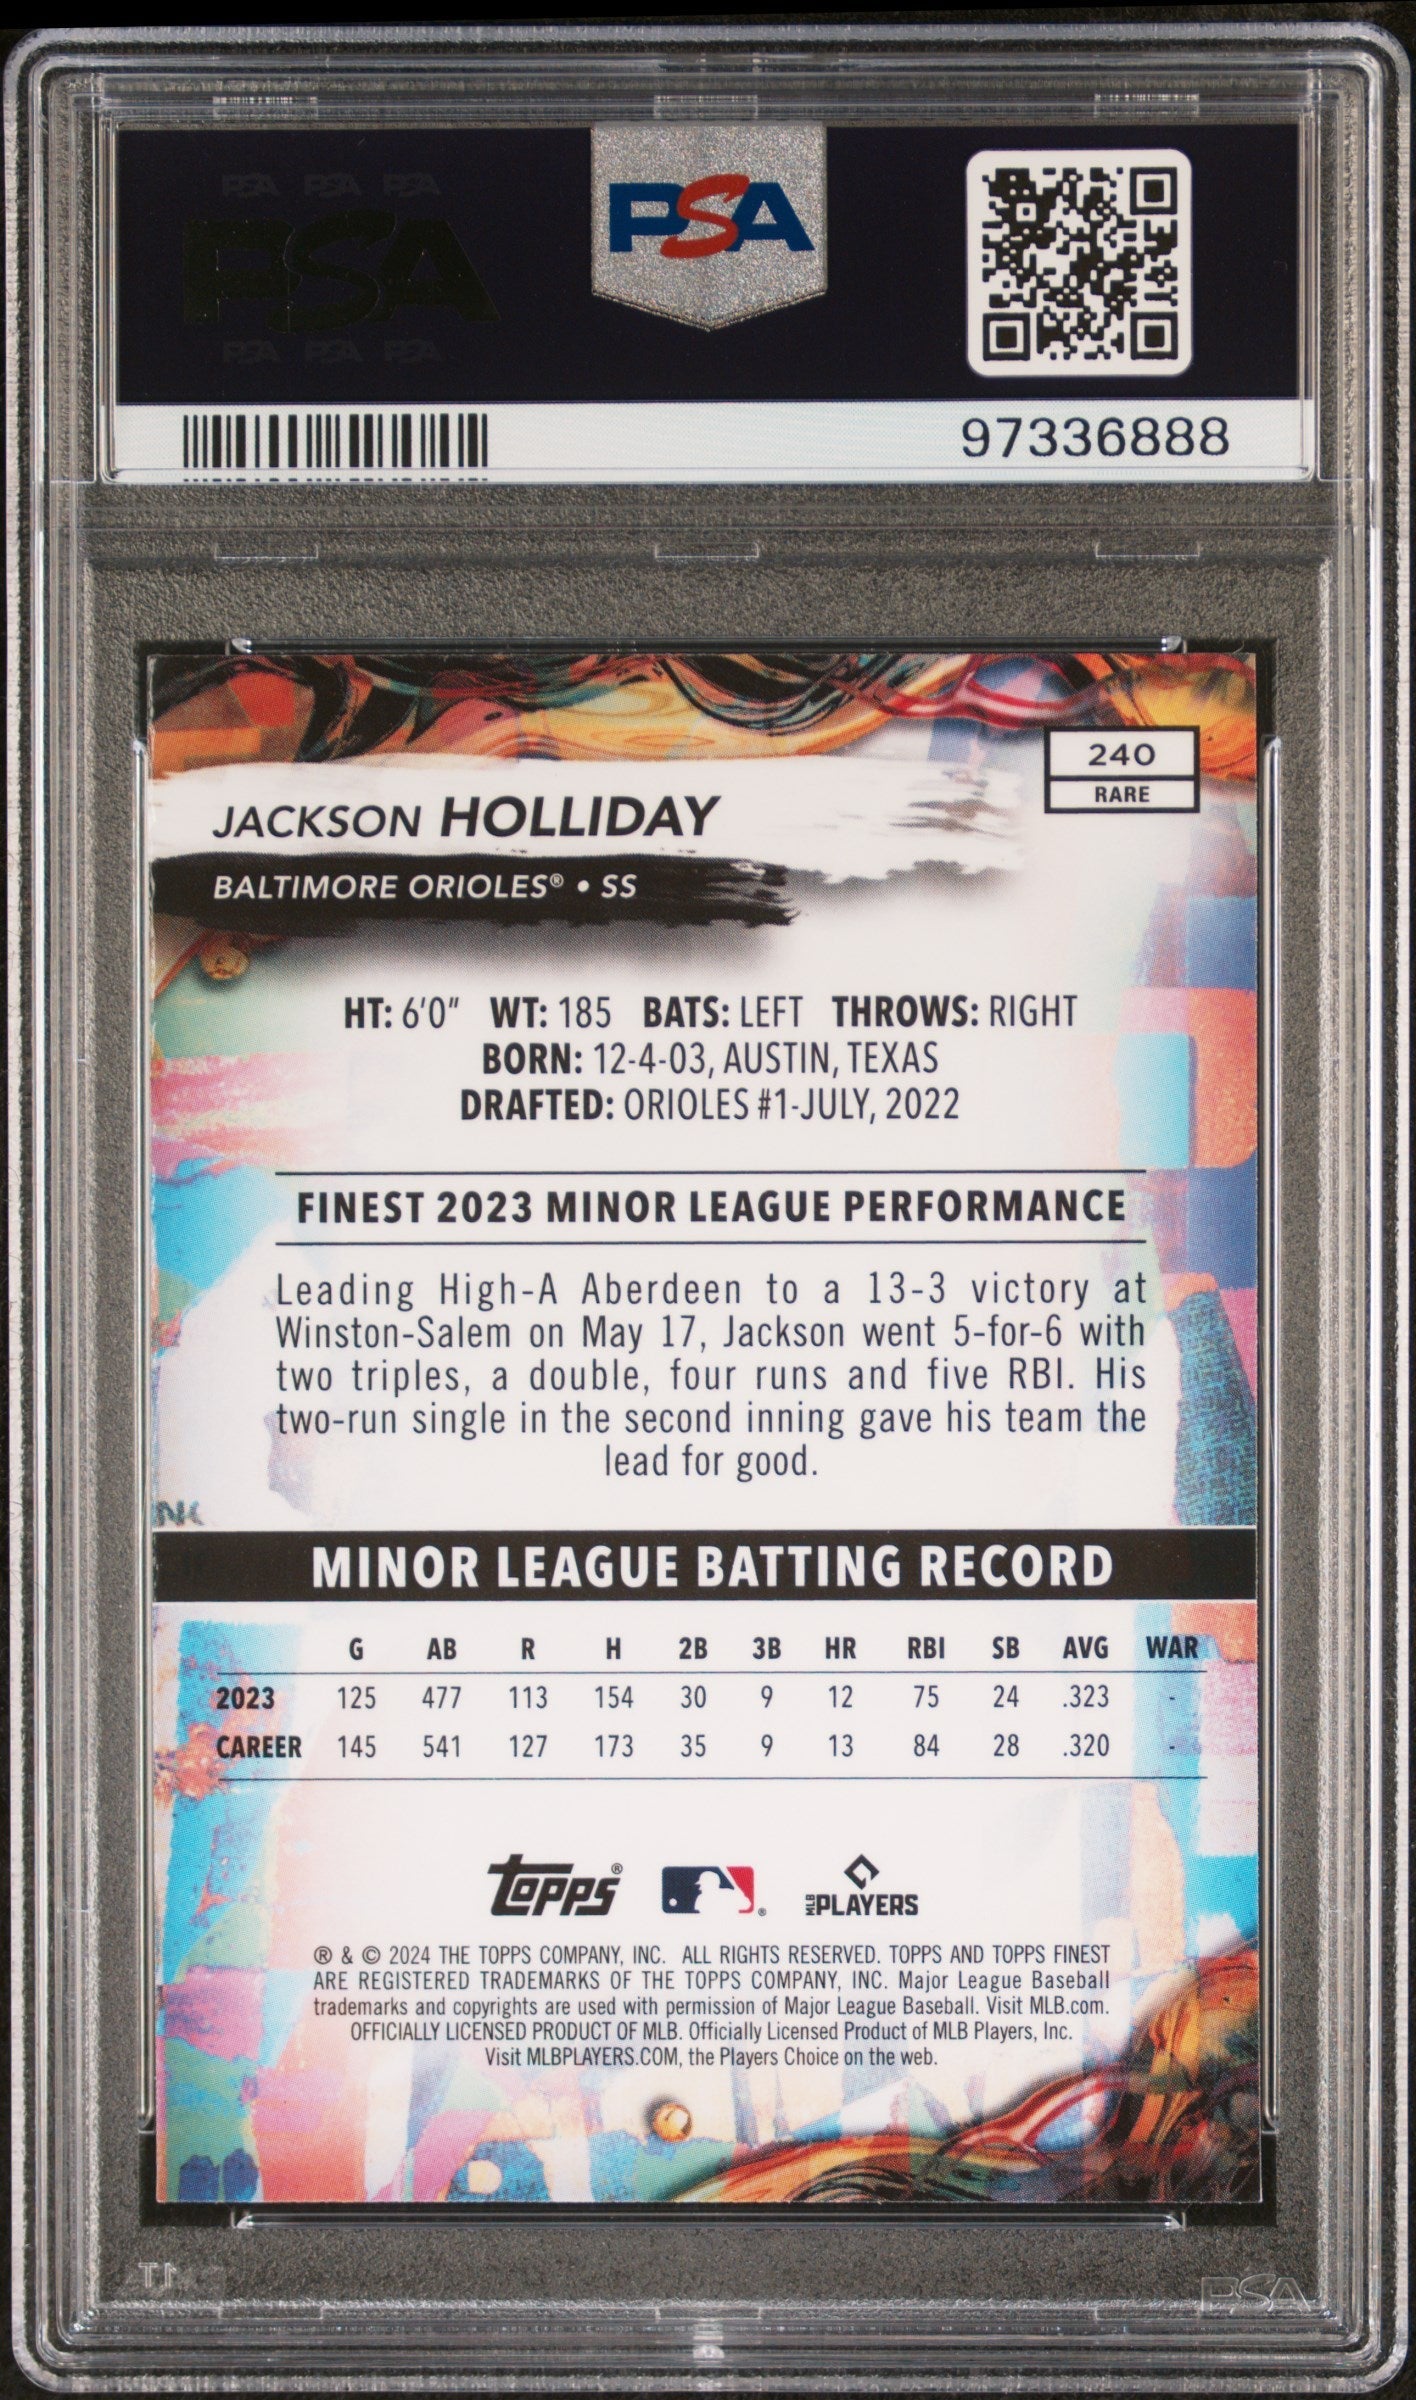 PSA PSA PSA
PSA
PSA PSA PSA
PSA
97336888
240
RARE
JACKSON HOLLIDAY
BALTIMORE ORIOLES® • SS
HT: 6'0" WT: 185 BATS: LEFT THROWS: RIGHT
BORN: 12-4-03, AUSTIN, TEXAS
DRAFTED: ORIOLES #1-JULY, 2022
FINEST 2023 MINOR LEAGUE PERFORMANCE
Leading High-A Aberdeen to a 13-3 victory at
Winston-Salem on May 17, Jackson went 5-for-6 with
two triples, a double, four runs and five RBI. His
two-run single in the second inning gave his team the
lead for good.
MINOR LEAGUE BATTING RECORD
G AB R H 2B 3B HR RBI SB AVG WAR
2023 125 477 113 154 30 9 12 75 24 .323 -
CAREER 145 541 127 173 35 9 13 84 28 .320 -
Topps® ® MLB PLAYERS
® & © 2024 THE TOPPS COMPANY, INC. ALL RIGHTS RESERVED. TOPPS AND TOPPS FINEST
ARE REGISTERED TRADEMARKS OF THE TOPPS COMPANY, INC. Major League Baseball
trademarks and copyrights are used with permission of Major League Baseball. Visit MLB.com.
OFFICIALLY LICENSED PRODUCT OF MLB. Officially Licensed Product of MLB Players, Inc.
Visit MLBPLAYERS.COM, the Players Choice on the web.
PSA